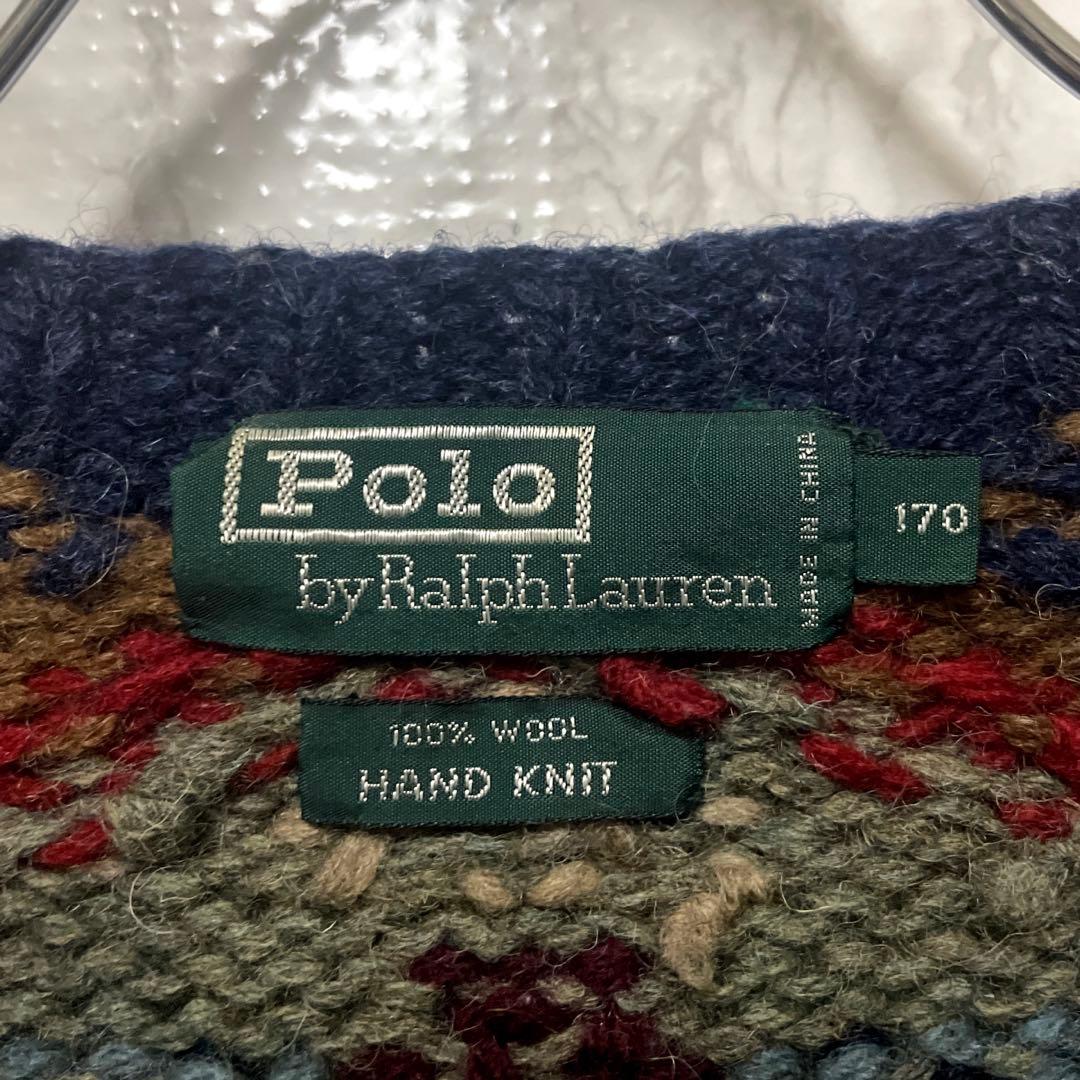 Polo
by Ralph Lauren
MADE IN CHINA
170
100% WOOL
HAND KNIT